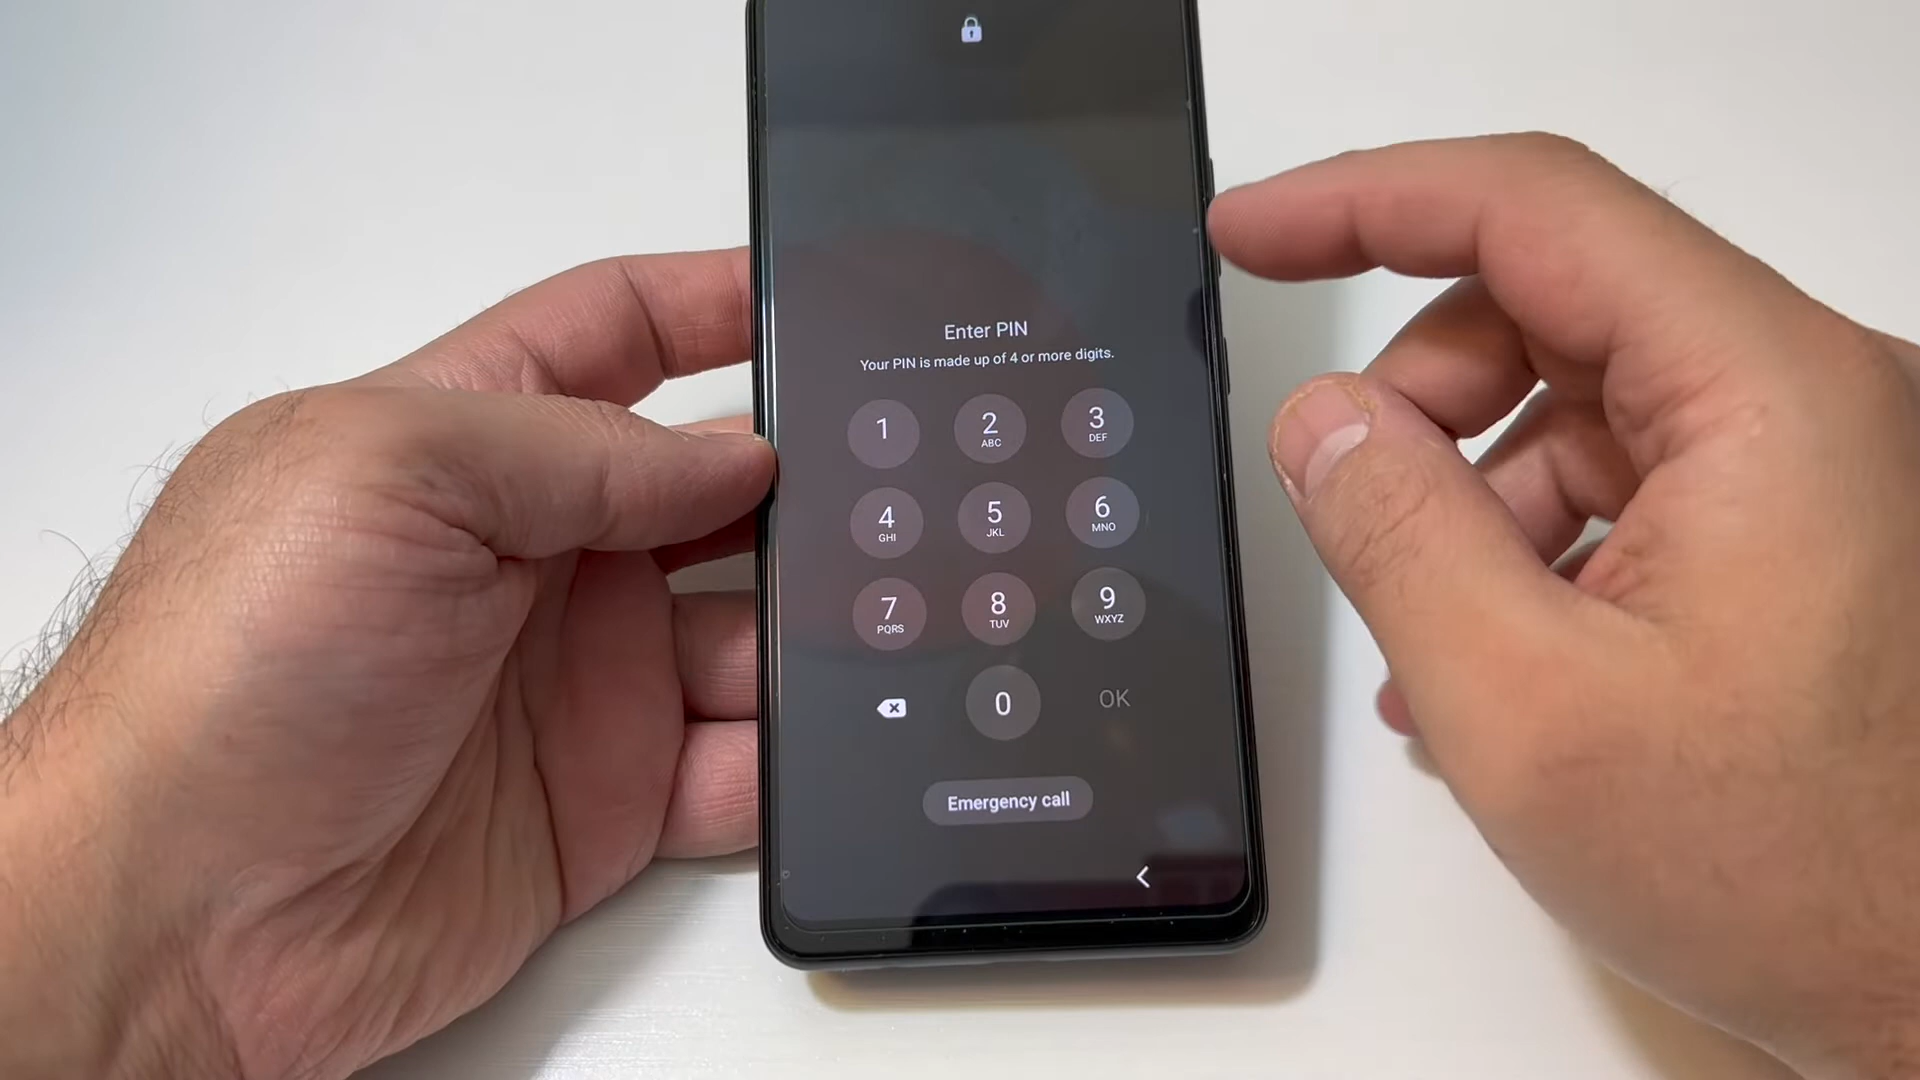 Enter PIN
Your PIN is made up of 4 or more digits.
1 2 3
ABC DEF
4 5 6
GHI JKL MNO
7 8 9
PQRS TUV WXYZ
0 OK
Emergency call